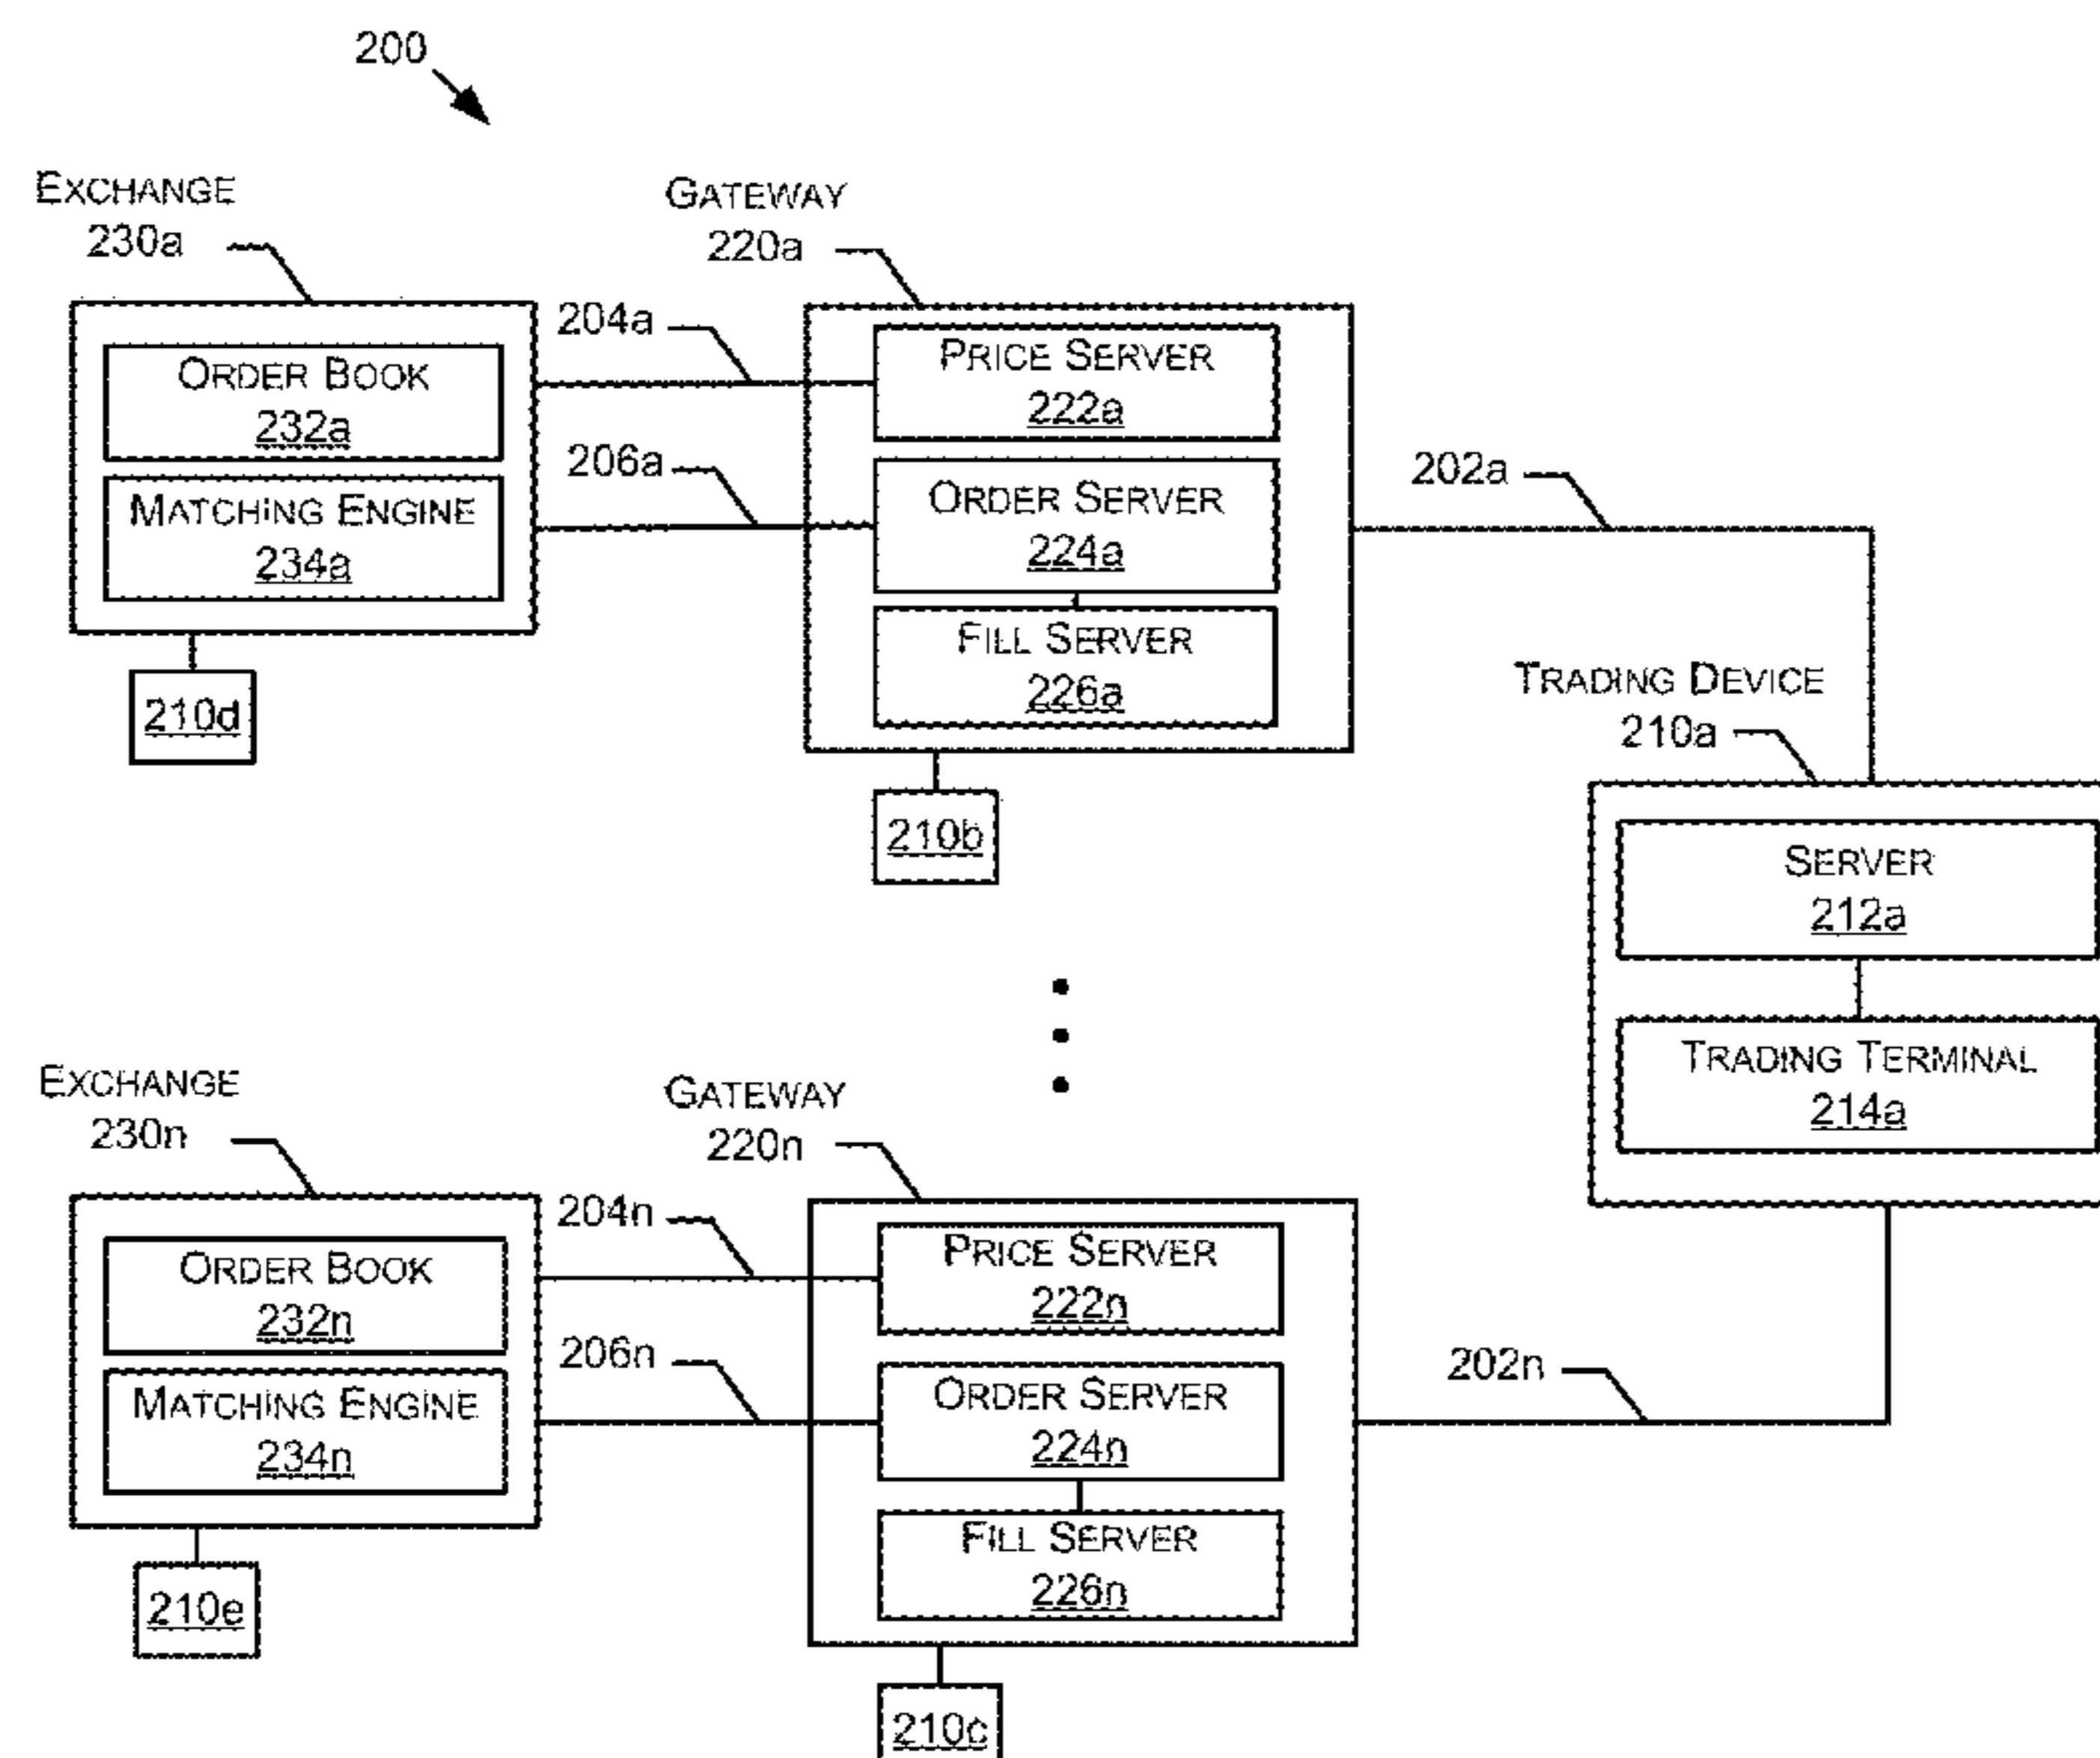 200
EXCHANGE
230a
GATEWAY
220a
204a
206a
ORDER BOOK
232a
MATCHING ENGINE
234a
210d
PRICE SERVER
222a
ORDER SERVER
224a
FILL SERVER
226a
210b
202a
TRADING DEVICE
210a
SERVER
212a
TRADING TERMINAL
214a
EXCHANGE
230n
GATEWAY
220n
204n
206n
ORDER BOOK
232n
MATCHING ENGINE
234n
210e
PRICE SERVER
222n
ORDER SERVER
224n
FILL SERVER
226n
210c
202n